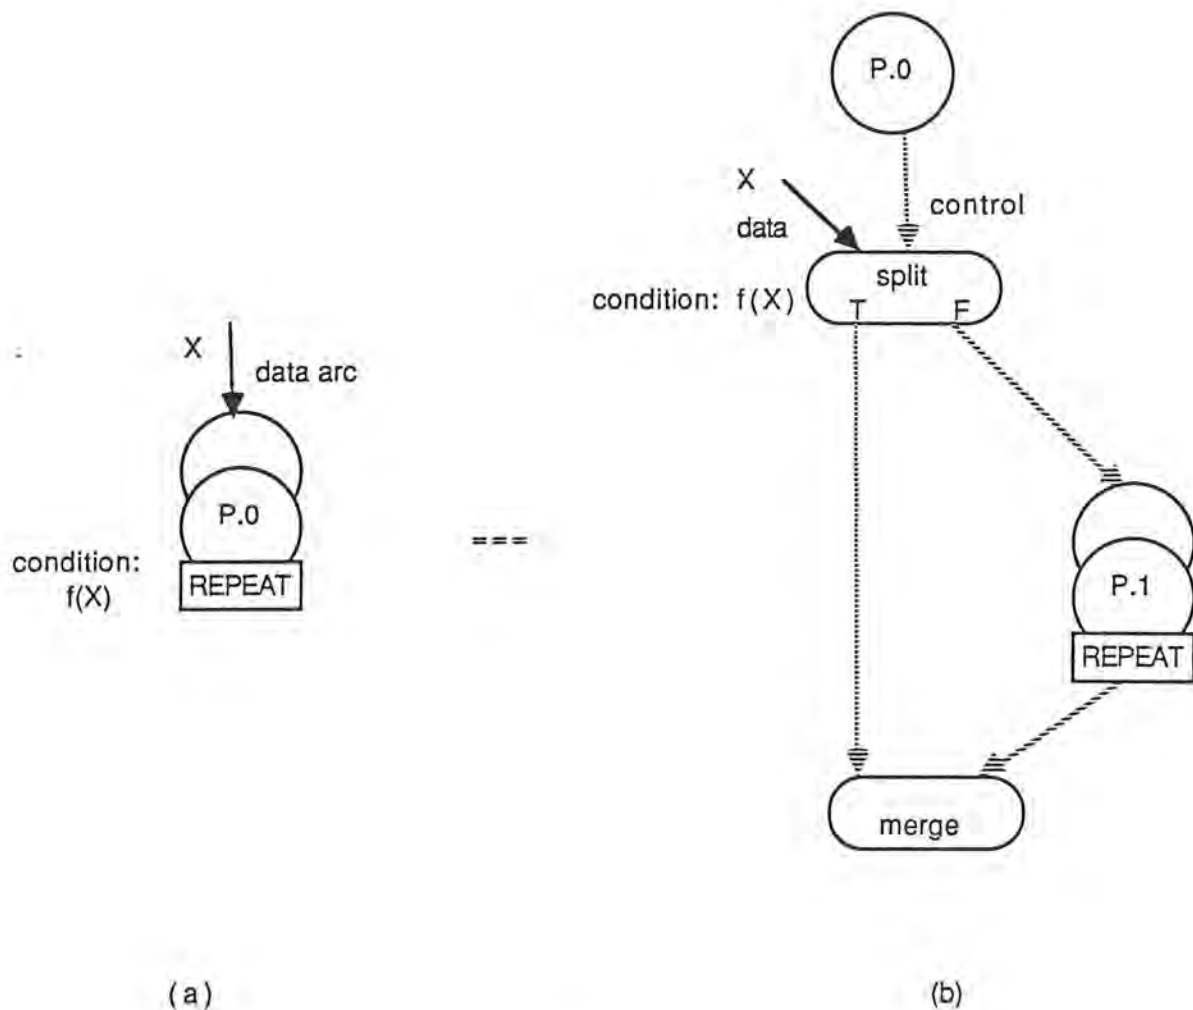 X
data arc
P.0
condition:
f(X)
REPEAT
===
P.0
X
data
control
split
condition: f(X)
T F
P.1
REPEAT
merge
(a)
(b)